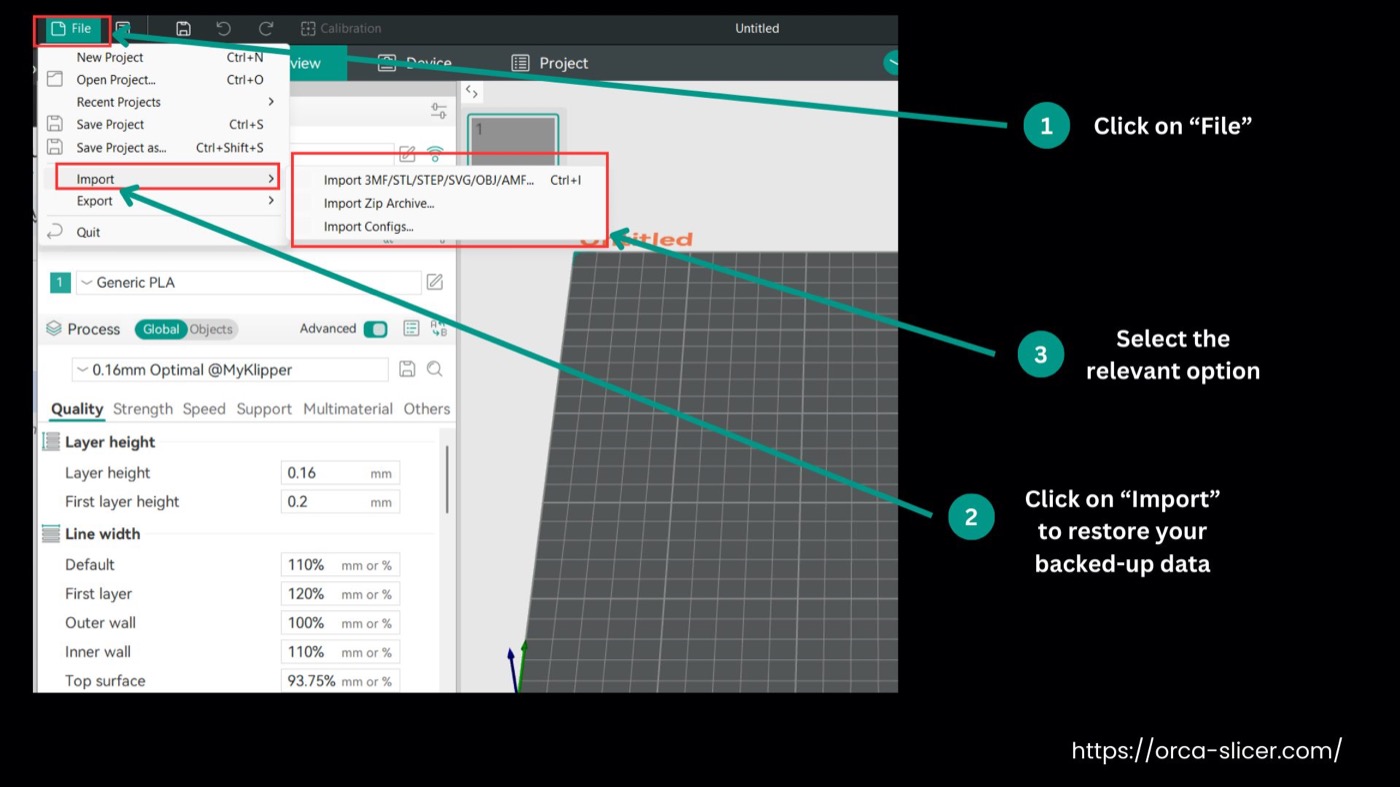 File
Calibration
Untitled
New Project Ctrl+N
Open Project... Ctrl+O
Recent Projects
Save Project Ctrl+S
Save Project as... Ctrl+Shift+S
Import
Export
Quit
view
Device
Project
1
Import 3MF/STL/STEP/SVG/OBJ/AMF... Ctrl+I
Import Zip Archive...
Import Configs...
Untitled
1 Generic PLA
Process Global Objects Advanced
0.16mm Optimal @MyKlipper
Quality Strength Speed Support Multimaterial Others
Layer height
Layer height 0.16 mm
First layer height 0.2 mm
Line width
Default 110% mm or %
First layer 120% mm or %
Outer wall 100% mm or %
Inner wall 110% mm or %
Top surface 93.75% mm or %
1 Click on “File”
3 Select the
relevant option
2 Click on “Import”
to restore your
backed-up data
https://orca-slicer.com/